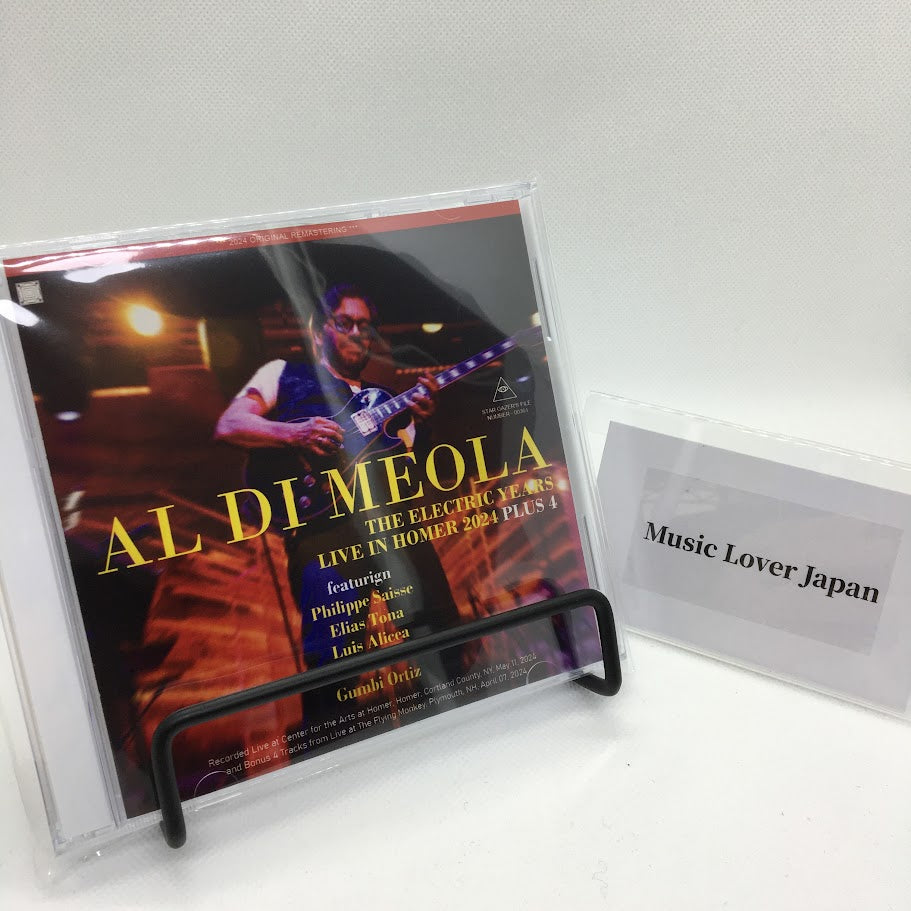 2024 ORIGINAL REMASTERING ***
STAR GAZER'S FILE
NUUBER - 00361
AL DI MEOLA
THE ELECTRIC YEARS
LIVE IN HOMER 2024 PLUS 4
featurign
Philippe Saisse
Elias Tona
Luis Alicea
Gumbi Ortiz
Recorded Live at Center for the Arts at Homer, Homer, Cortland County, NY, May 11, 2024
and Bonus 4 Tracks from Live at The Flying Monkey, Plymouth, NH, April 07, 2024
Music Lover Japan